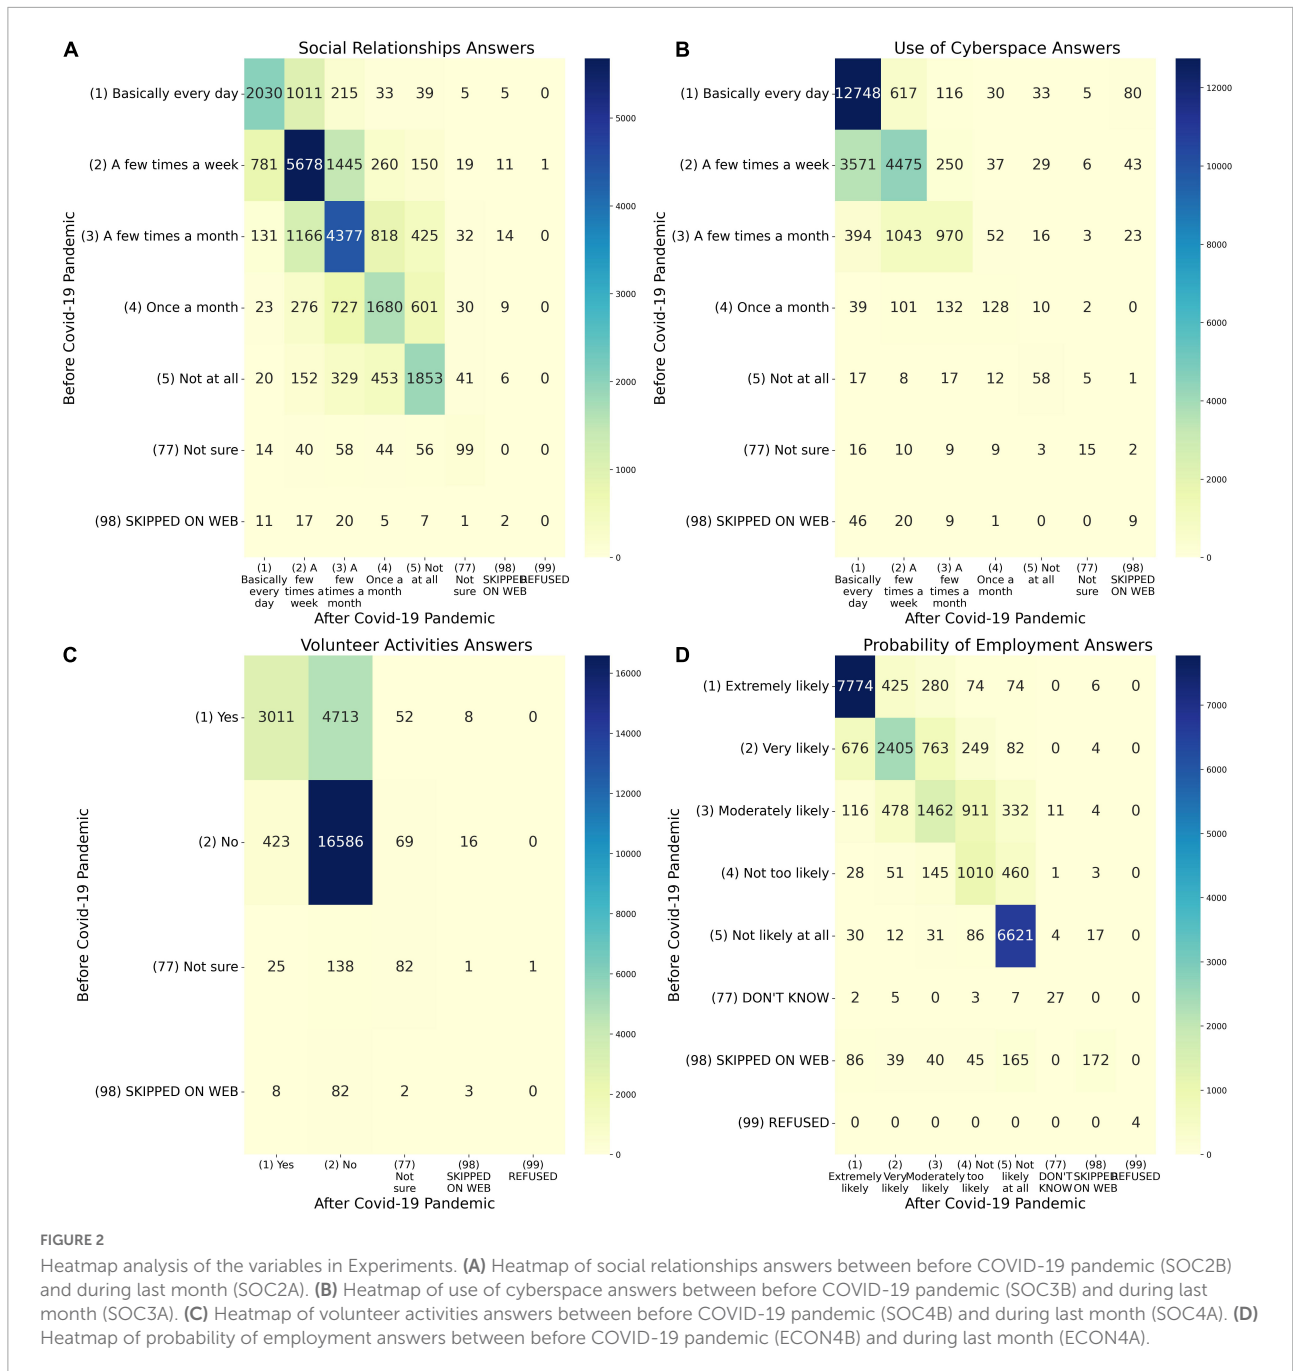 A
Social Relationships Answers
Before Covid-19 Pandemic
(1) Basically every day 2030 1011 215 33 39 5 5 0
(2) A few times a week 781 5678 1445 260 150 19 11 1
(3) A few times a month 131 1166 4377 818 425 32 14 0
(4) Once a month 23 276 727 1680 601 30 9 0
(5) Not at all 20 152 329 453 1853 41 6 0
(77) Not sure 14 40 58 44 56 99 0 0
(98) SKIPPED ON WEB 11 17 20 5 7 1 2 0
(1) Basically every day (2) A few times a week (3) A few times a month (4) Once a month (5) Not at all (77) Not sure (98) SKIPPED ON WEB (99) REFUSED
After Covid-19 Pandemic
5000
4000
3000
2000
1000
0
B
Use of Cyberspace Answers
Before Covid-19 Pandemic
(1) Basically every day 12748 617 116 30 33 5 80
(2) A few times a week 3571 4475 250 37 29 6 43
(3) A few times a month 394 1043 970 52 16 3 23
(4) Once a month 39 101 132 128 10 2 0
(5) Not at all 17 8 17 12 58 5 1
(77) Not sure 16 10 9 9 3 15 2
(98) SKIPPED ON WEB 46 20 9 1 0 0 9
(1) Basically every day (2) A few times a week (3) A few times a month (4) Once a month (5) Not at all (77) Not sure (98) SKIPPED ON WEB
After Covid-19 Pandemic
12000
10000
8000
6000
4000
2000
0
C
Volunteer Activities Answers
Before Covid-19 Pandemic
(1) Yes 3011 4713 52 8 0
(2) No 423 16586 69 16 0
(77) Not sure 25 138 82 1 1
(98) SKIPPED ON WEB 8 82 2 3 0
(1) Yes (2) No (77) Not sure (98) SKIPPED ON WEB (99) REFUSED
After Covid-19 Pandemic
16000
14000
12000
10000
8000
6000
4000
2000
0
D
Probability of Employment Answers
Before Covid-19 Pandemic
(1) Extremely likely 7774 425 280 74 74 0 6 0
(2) Very likely 676 2405 763 249 82 0 4 0
(3) Moderately likely 116 478 1462 911 332 11 4 0
(4) Not too likely 28 51 145 1010 460 1 3 0
(5) Not likely at all 30 12 31 86 6621 4 17 0
(77) DON'T KNOW 2 5 0 3 7 27 0 0
(98) SKIPPED ON WEB 86 39 40 45 165 0 172 0
(99) REFUSED 0 0 0 0 0 0 0 4
(1) Extremely likely (2) Very likely (3) Moderately likely (4) Not too likely (5) Not likely at all (77) DON'T KNOW (98) SKIPPED ON WEB (99) REFUSED
After Covid-19 Pandemic
7000
6000
5000
4000
3000
2000
1000
0
FIGURE 2
Heatmap analysis of the variables in Experiments. (A) Heatmap of social relationships answers between before COVID-19 pandemic (SOC2B)
and during last month (SOC2A). (B) Heatmap of use of cyberspace answers between before COVID-19 pandemic (SOC3B) and during last
month (SOC3A). (C) Heatmap of volunteer activities answers between before COVID-19 pandemic (SOC4B) and during last month (SOC4A). (D)
Heatmap of probability of employment answers between before COVID-19 pandemic (ECON4B) and during last month (ECON4A).